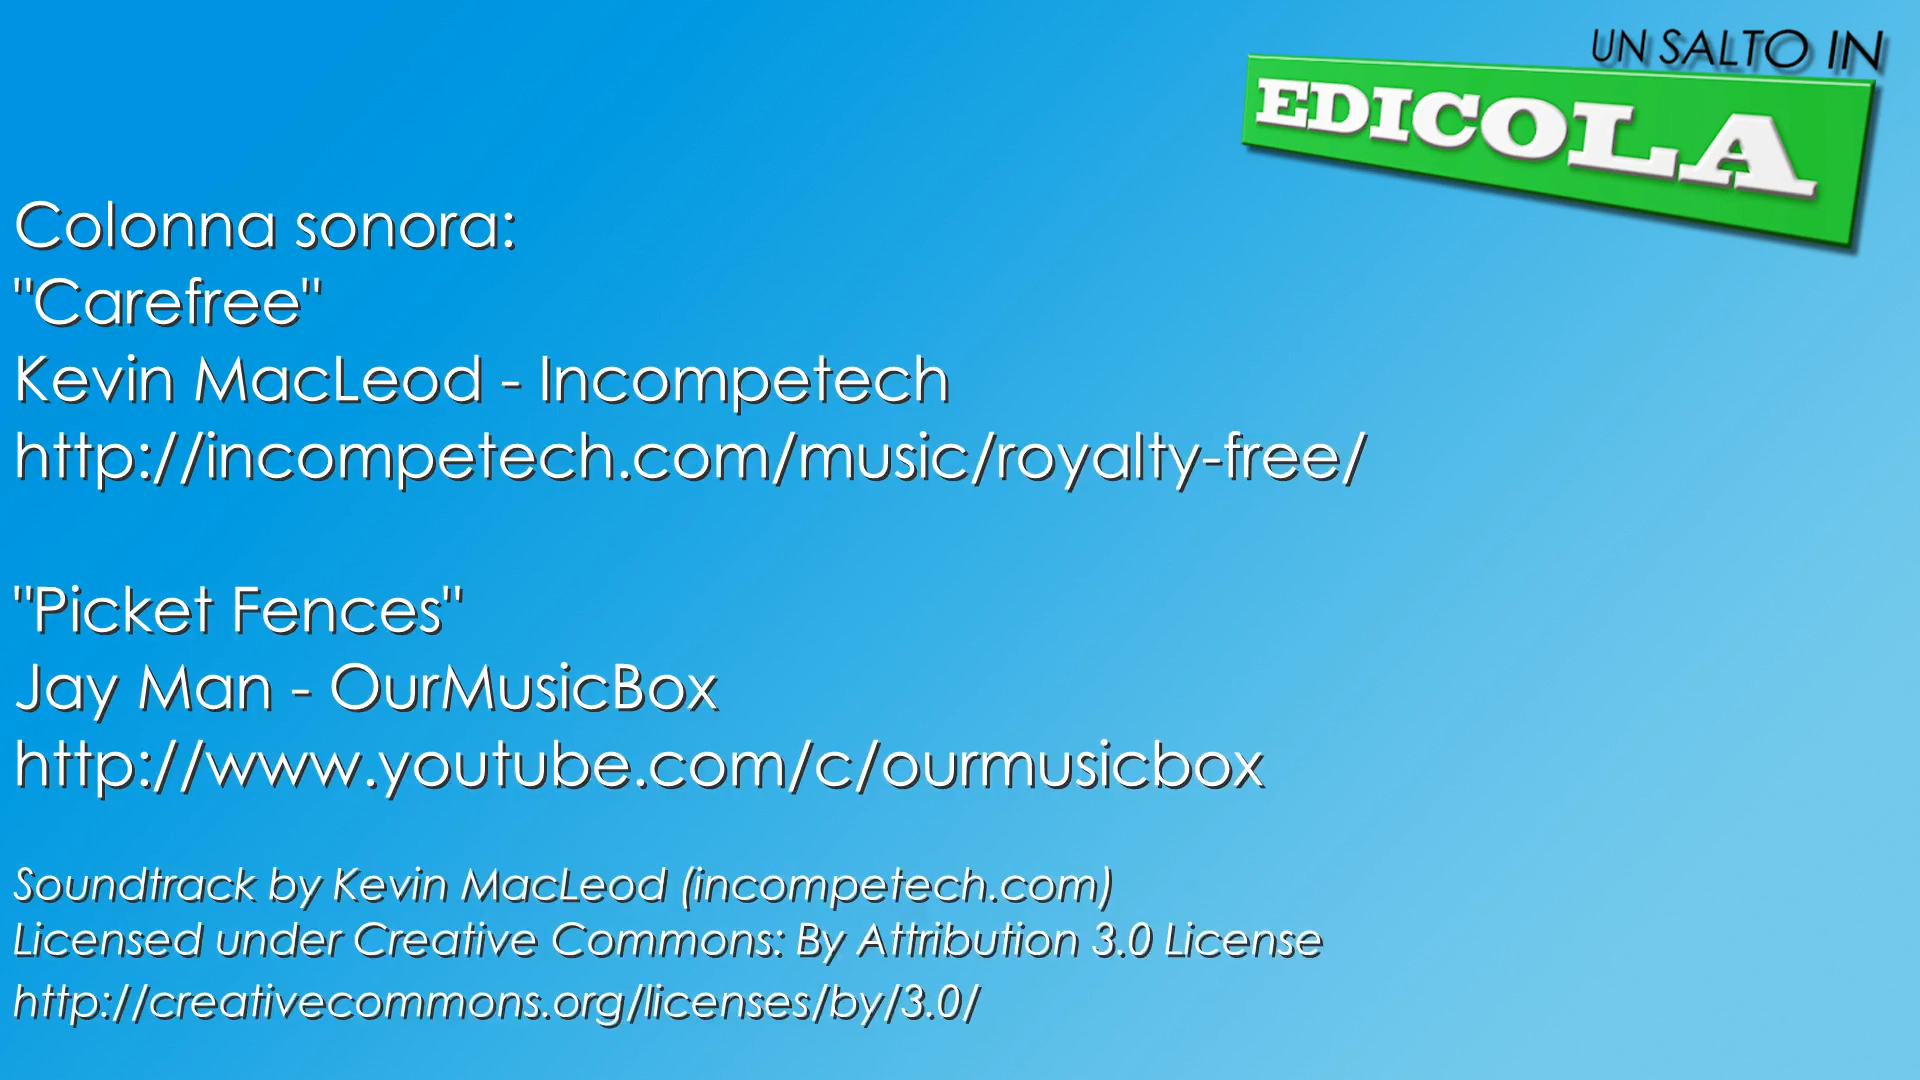 UN SALTO IN
EDICOLA
Colonna sonora:
"Carefree"
Kevin MacLeod - Incompetech
http://incompetech.com/music/royalty-free/
"Picket Fences"
Jay Man - OurMusicBox
http://www.youtube.com/c/ourmusicbox
Soundtrack by Kevin MacLeod (incompetech.com)
Licensed under Creative Commons: By Attribution 3.0 License
http://creativecommons.org/licenses/by/3.0/